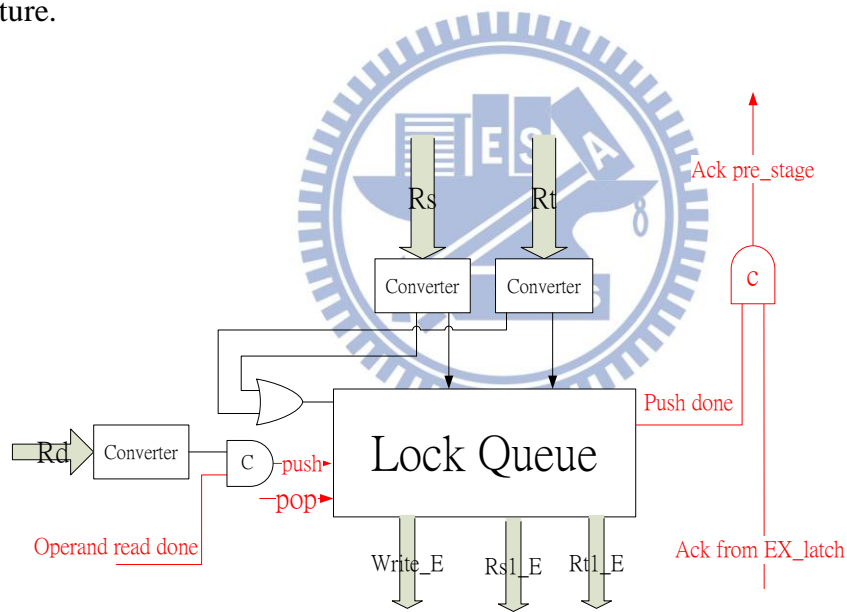 ture.
E S A
Ack pre_stage
Rs
Rt
Converter
Converter
C
6
Push done
Lock Queue
Rd
Converter
C
push
pop
Operand read done
Write_E
Rs1_E
Rt1_E
Ack from EX_latch